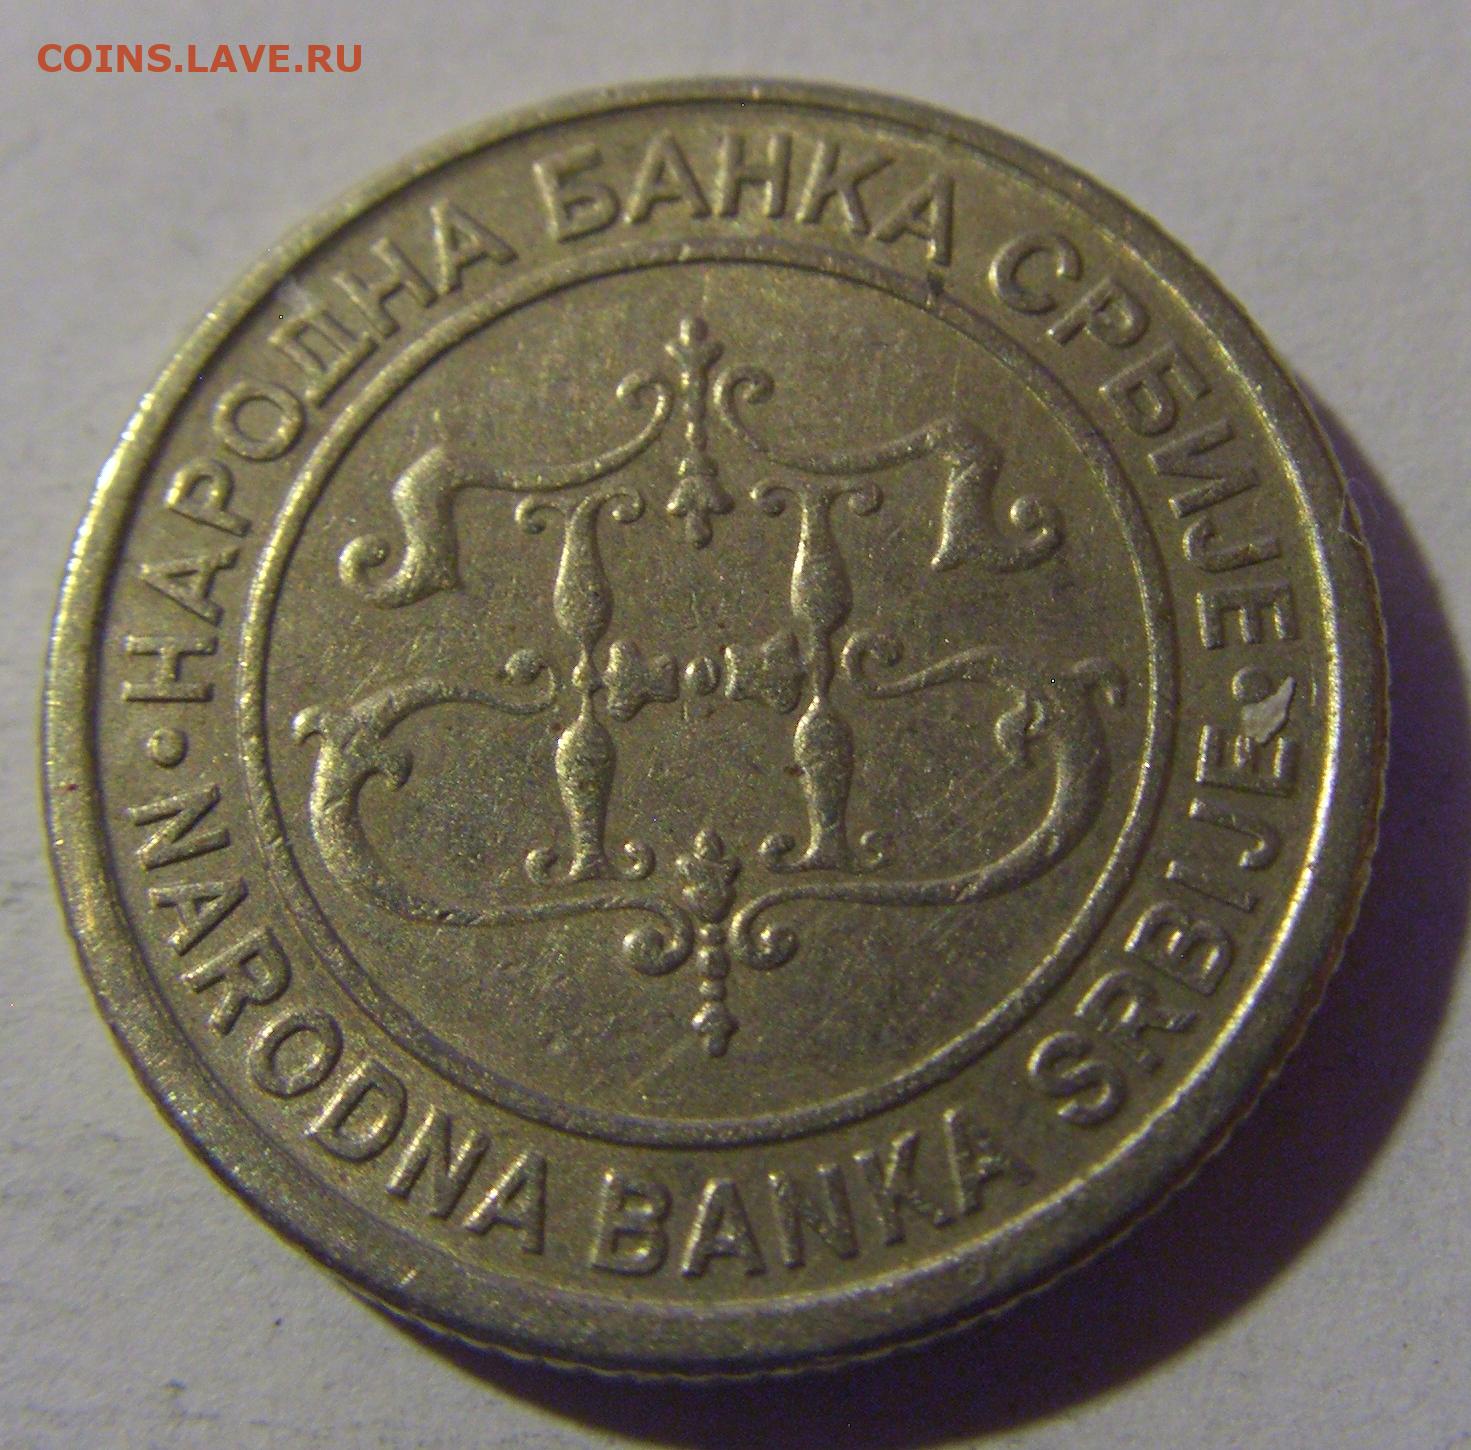 COINS.LAVE.RU
• НАРОДНА БАНКА СРБИЈЕ •
NARODNA BANKA SRBIJE